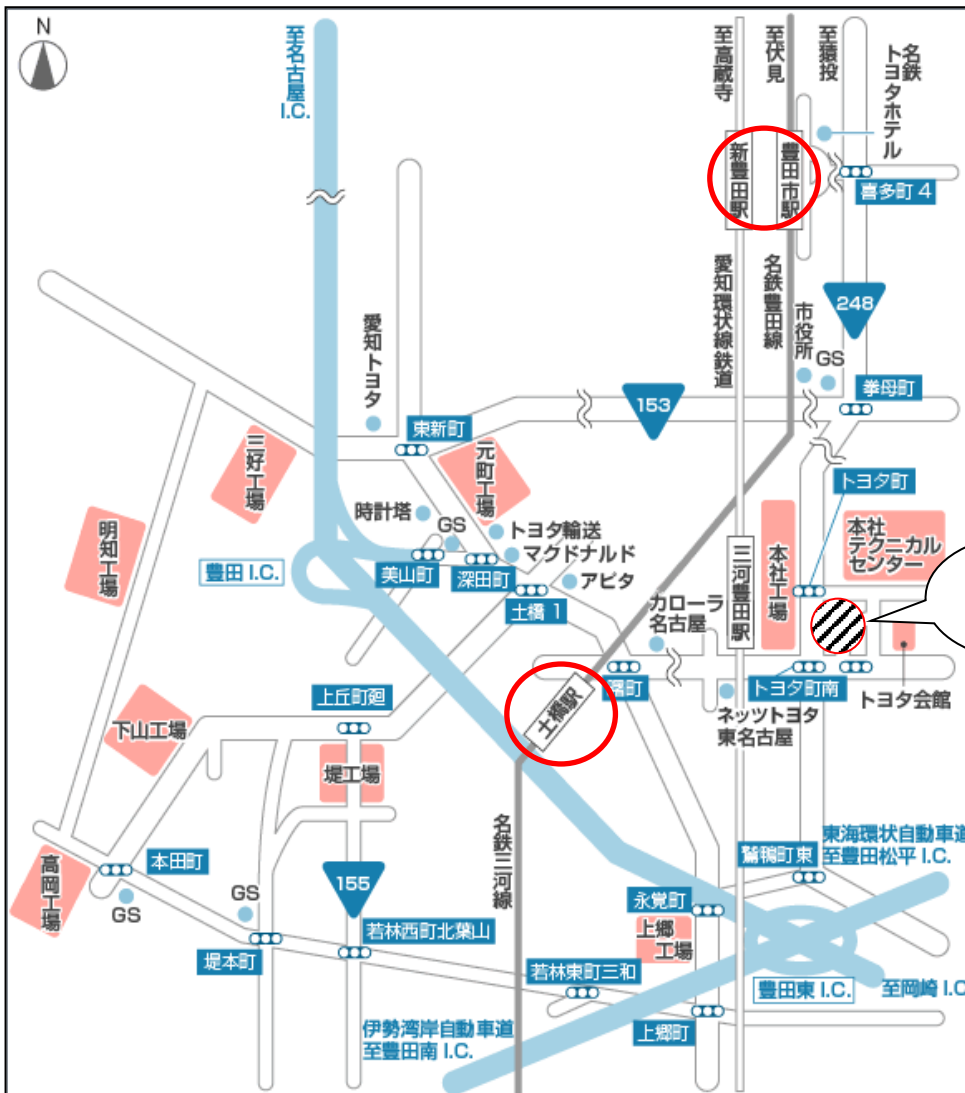 N
至名古屋
I.C.
至高蔵寺
至伏見
至猿投
名鉄
トヨタホテル
新豊田駅
豊田市駅
喜多町 4
愛知環状線鉄道
名鉄豊田線
市役所
GS
248
愛知トヨタ
153
挙母町
東新町
三好工場
元町工場
トヨタ町
時計塔
GS
トヨタ輸送
マクドナルド
明知工場
本社工場
本社
テクニカル
センター
三河豊田駅
豊田 I.C.
美山町
深田町
アピタ
土橋 1
カローラ
名古屋
上丘町廻
土橋駅
曙町
トヨタ町南
トヨタ会館
ネッツトヨタ
東名古屋
下山工場
堤工場
名鉄三河線
東海環状自動車道
至豊田松平 I.C.
鷲鴨町東
高岡工場
本田町
GS
GS
155
永覚町
上郷
工場
若林西町北葉山
堤本町
若林東町三和
豊田東 I.C.
至岡崎 I.C
伊勢湾岸自動車道
至豊田南 I.C.
上郷町